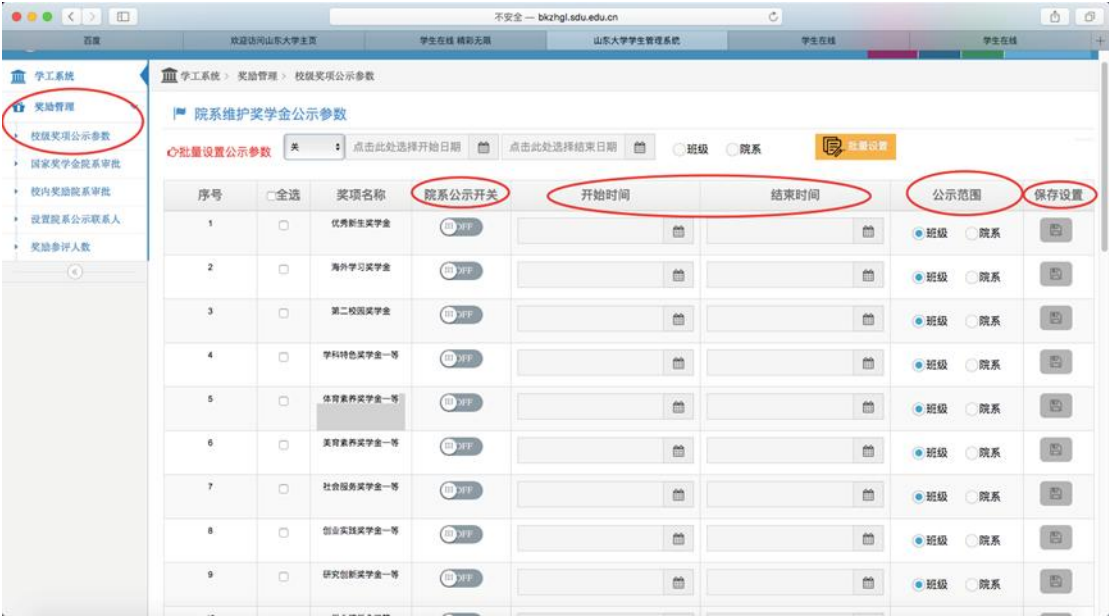 不安全 — bkzhgl.sdu.edu.cn
百度 欢迎访问山东大学主页 学生在线 精彩无限 山东大学学生管理系统 学生在线 学生在线
学工系统
奖励管理
校级奖项公示参数
国家奖学金院系审批
校内奖励院系审批
设置院系公示联系人
奖励参评人数
学工系统 > 奖励管理 > 校级奖项公示参数
院系维护奖学金公示参数
批量设置公示参数 关 点击此处选择开始日期 点击此处选择结束日期 班级 院系 批量设置
序号 全选 奖项名称 院系公示开关 开始时间 结束时间 公示范围 保存设置
1 优秀新生奖学金 OFF 班级 院系
2 海外学习奖学金 OFF 班级 院系
3 第二校园奖学金 OFF 班级 院系
4 学科特色奖学金一等 OFF 班级 院系
5 体育素养奖学金一等 OFF 班级 院系
6 美育素养奖学金一等 OFF 班级 院系
7 社会服务奖学金一等 OFF 班级 院系
8 创业实践奖学金一等 OFF 班级 院系
9 研究创新奖学金一等 OFF 班级 院系